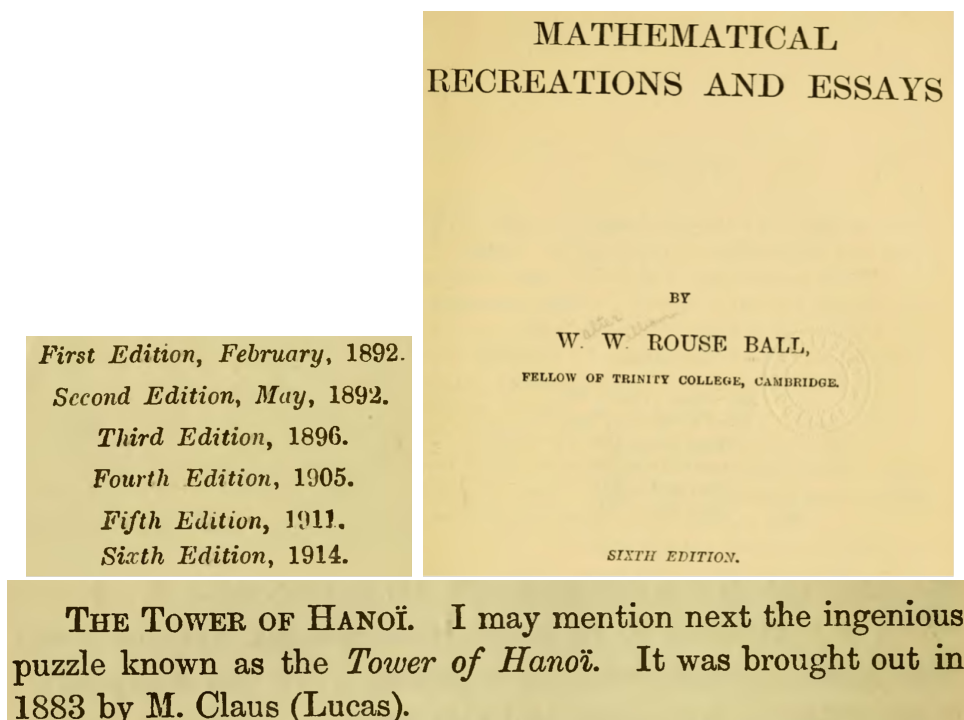 MATHEMATICAL
RECREATIONS AND ESSAYS
BY
W. W. ROUSE BALL,
FELLOW OF TRINITY COLLEGE, CAMBRIDGE.
SIXTH EDITION.
First Edition, February, 1892.
Second Edition, May, 1892.
Third Edition, 1896.
Fourth Edition, 1905.
Fifth Edition, 1911.
Sixth Edition, 1914.
THE TOWER OF HANOÏ. I may mention next the ingenious
puzzle known as the Tower of Hanoï. It was brought out in
1883 by M. Claus (Lucas).